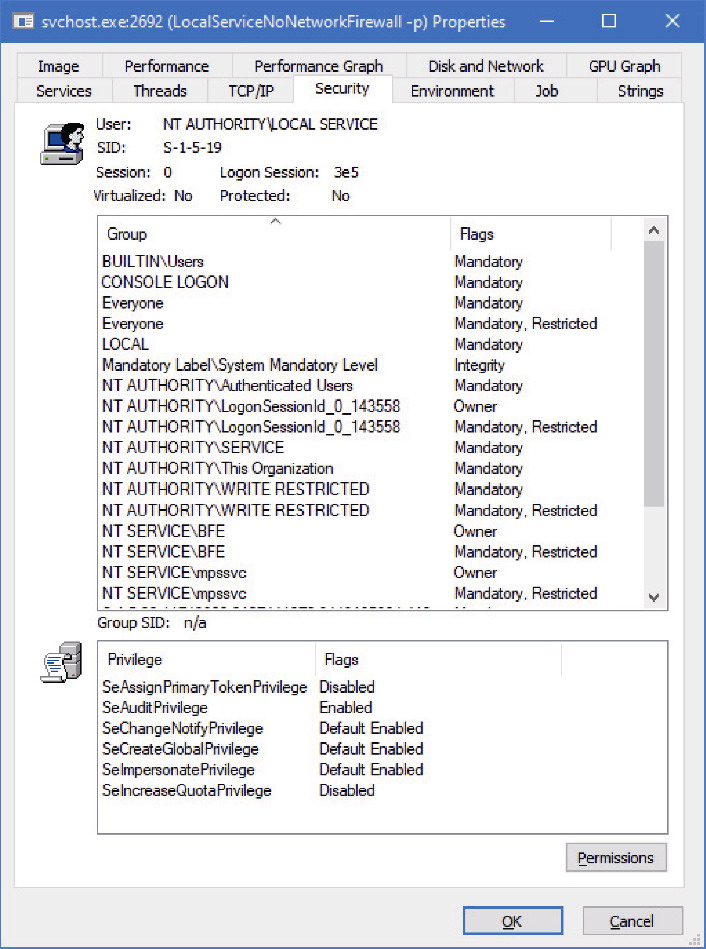 svchost.exe:2692 (LocalServiceNoNetworkFirewall -p) Properties
Image Performance Performance Graph Disk and Network GPU Graph
Services Threads TCP/IP Security Environment Job Strings
User: NT AUTHORITY\LOCAL SERVICE
SID: S-1-5-19
Session: 0 Logon Session: 3e5
Virtualized: No Protected: No
Group Flags
BUILTIN\Users Mandatory
CONSOLE LOGON Mandatory
Everyone Mandatory
Everyone Mandatory, Restricted
LOCAL Mandatory
Mandatory Label\System Mandatory Level Integrity
NT AUTHORITY\Authenticated Users Mandatory
NT AUTHORITY\LogonSessionId_0_143558 Owner
NT AUTHORITY\LogonSessionId_0_143558 Mandatory, Restricted
NT AUTHORITY\SERVICE Mandatory
NT AUTHORITY\This Organization Mandatory
NT AUTHORITY\WRITE RESTRICTED Mandatory
NT AUTHORITY\WRITE RESTRICTED Mandatory, Restricted
NT SERVICE\BFE Owner
NT SERVICE\BFE Mandatory, Restricted
NT SERVICE\mpssvc Owner
NT SERVICE\mpssvc Mandatory, Restricted
Group SID: n/a
Privilege Flags
SeAssignPrimaryTokenPrivilege Disabled
SeAuditPrivilege Enabled
SeChangeNotifyPrivilege Default Enabled
SeCreateGlobalPrivilege Default Enabled
SeImpersonatePrivilege Default Enabled
SeIncreaseQuotaPrivilege Disabled
Permissions
OK Cancel